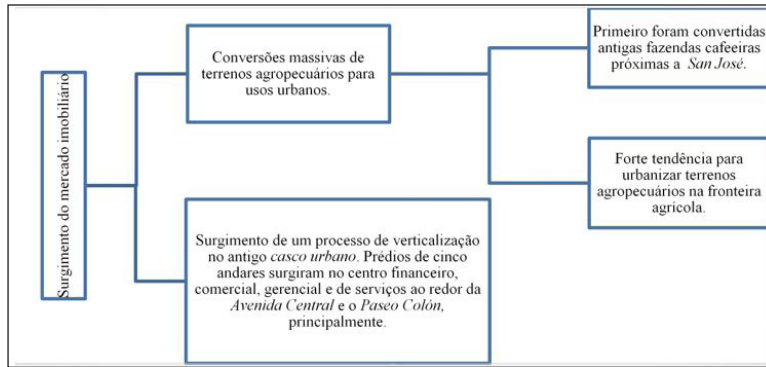 Surgimento do mercado imobiliário
Conversões massivas de
terrenos agropecuários para
usos urbanos.
Primeiro foram convertidas
antigas fazendas cafeeiras
próximas a San José.
Forte tendência para
urbanizar terrenos
agropecuários na fronteira
agrícola.
Surgimento de um processo de verticalização
no antigo casco urbano. Prédios de cinco
andares surgiram no centro financeiro,
comercial, gerencial e de serviços ao redor da
Avenida Central e o Paseo Colón,
principalmente.